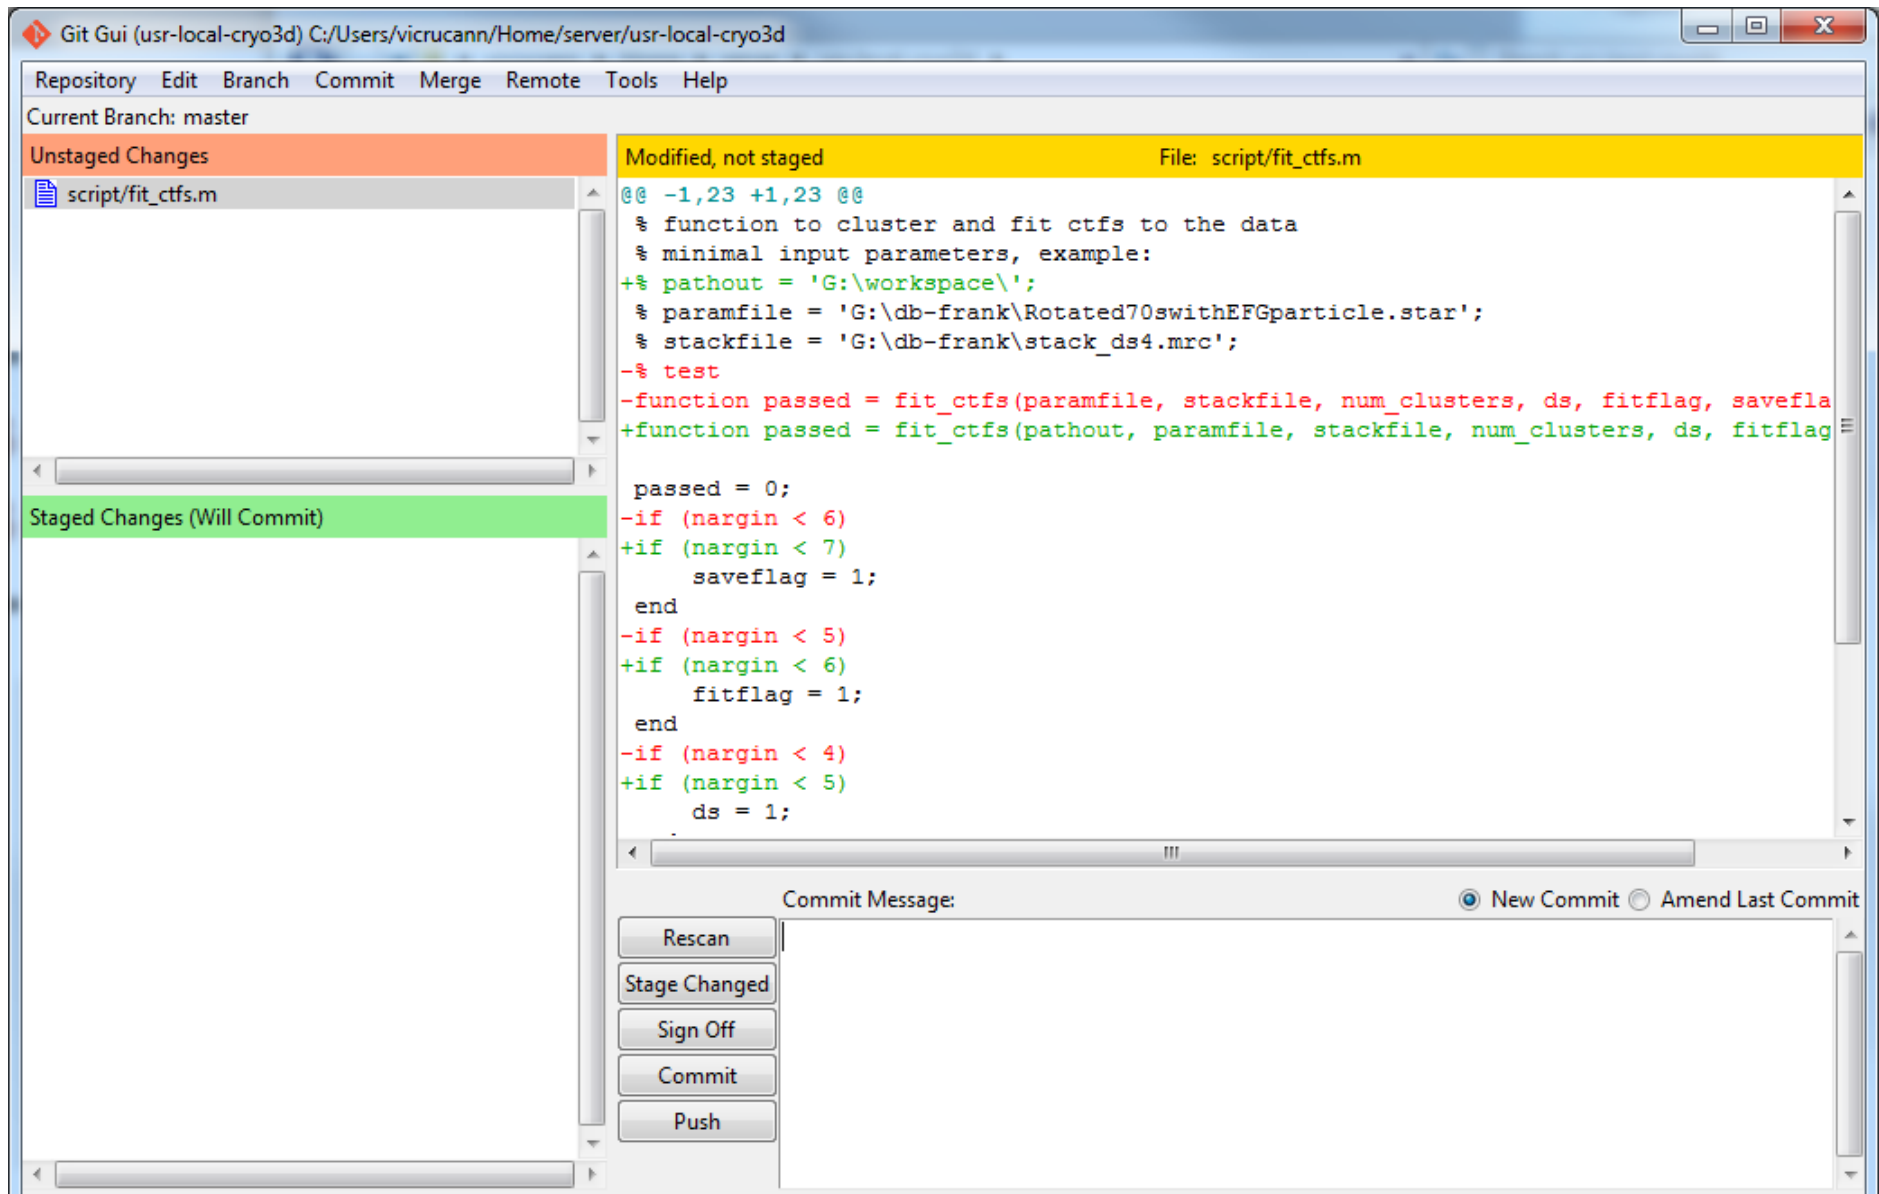 Git Gui (usr-local-cryo3d) C:/Users/vicrucann/Home/server/usr-local-cryo3d
Repository Edit Branch Commit Merge Remote Tools Help
Current Branch: master
Unstaged Changes
script/fit_ctfs.m
Staged Changes (Will Commit)
Modified, not staged File: script/fit_ctfs.m
@@ -1,23 +1,23 @@
 % function to cluster and fit ctfs to the data
 % minimal input parameters, example:
+% pathout = 'G:\workspace\';
 % paramfile = 'G:\db-frank\Rotated70swithEFGparticle.star';
 % stackfile = 'G:\db-frank\stack_ds4.mrc';
-% test
-function passed = fit_ctfs(paramfile, stackfile, num_clusters, ds, fitflag, savefla
+function passed = fit_ctfs(pathout, paramfile, stackfile, num_clusters, ds, fitflag
 passed = 0;
-if (nargin < 6)
+if (nargin < 7)
     saveflag = 1;
 end
-if (nargin < 5)
+if (nargin < 6)
     fitflag = 1;
 end
-if (nargin < 4)
+if (nargin < 5)
     ds = 1;
Commit Message: New Commit Amend Last Commit
Rescan
Stage Changed
Sign Off
Commit
Push